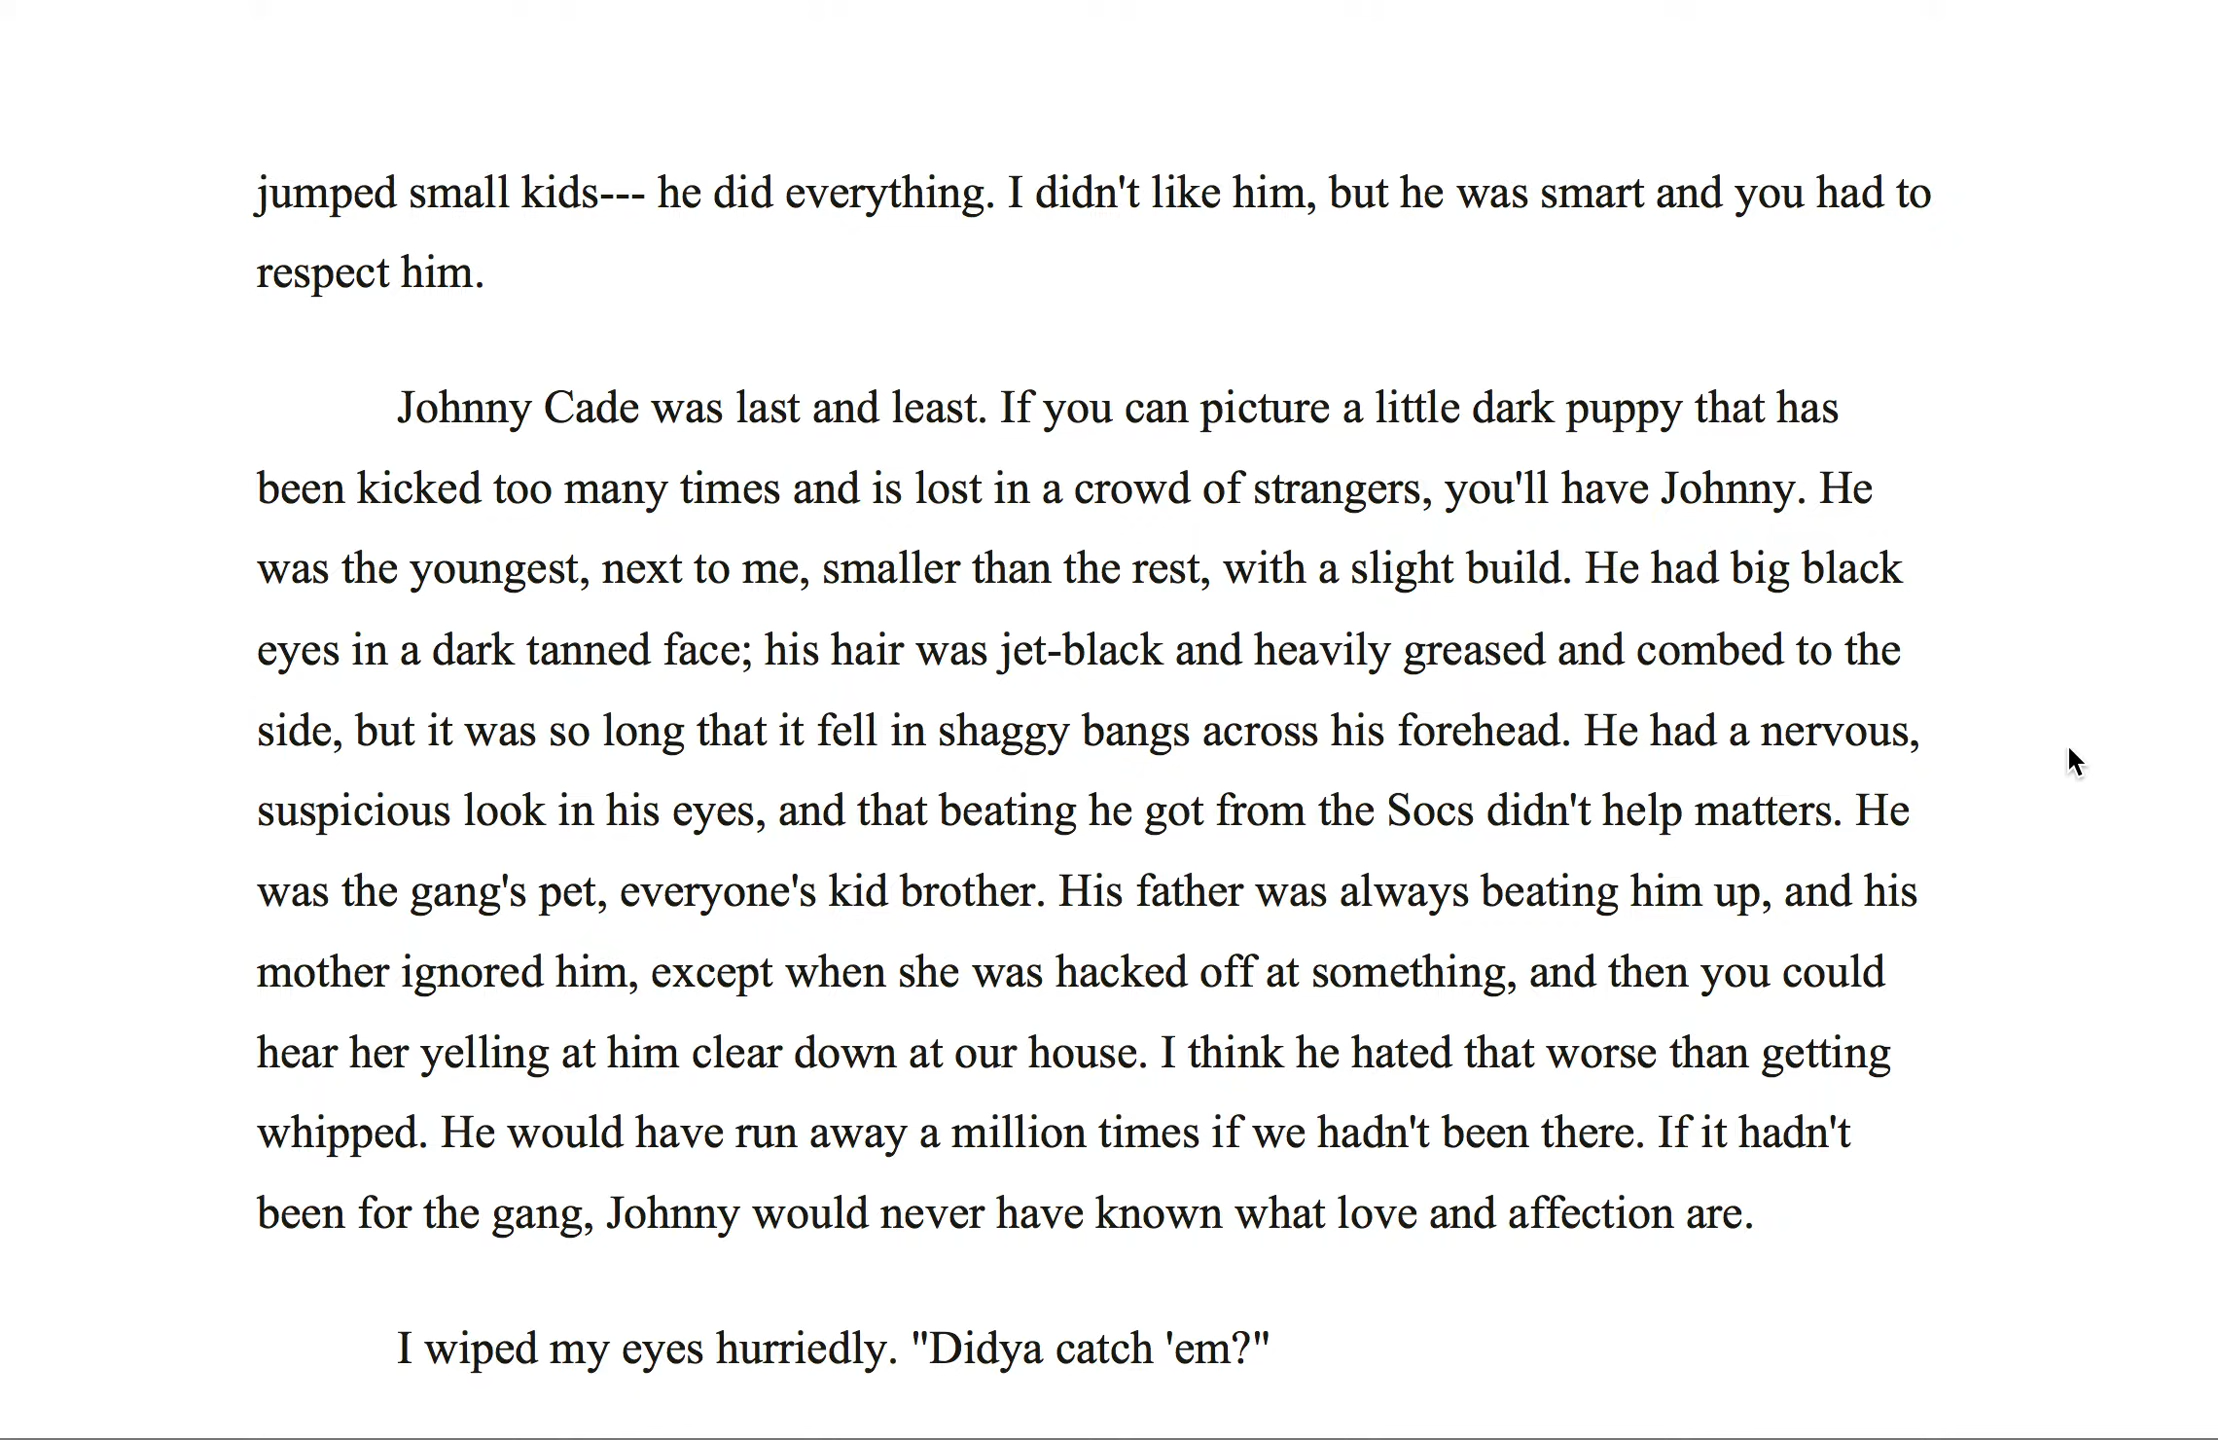 jumped small kids--- he did everything. I didn't like him, but he was smart and you had to
respect him.
Johnny Cade was last and least. If you can picture a little dark puppy that has
been kicked too many times and is lost in a crowd of strangers, you'll have Johnny. He
was the youngest, next to me, smaller than the rest, with a slight build. He had big black
eyes in a dark tanned face; his hair was jet-black and heavily greased and combed to the
side, but it was so long that it fell in shaggy bangs across his forehead. He had a nervous,
suspicious look in his eyes, and that beating he got from the Socs didn't help matters. He
was the gang's pet, everyone's kid brother. His father was always beating him up, and his
mother ignored him, except when she was hacked off at something, and then you could
hear her yelling at him clear down at our house. I think he hated that worse than getting
whipped. He would have run away a million times if we hadn't been there. If it hadn't
been for the gang, Johnny would never have known what love and affection are.
I wiped my eyes hurriedly. "Didya catch 'em?"